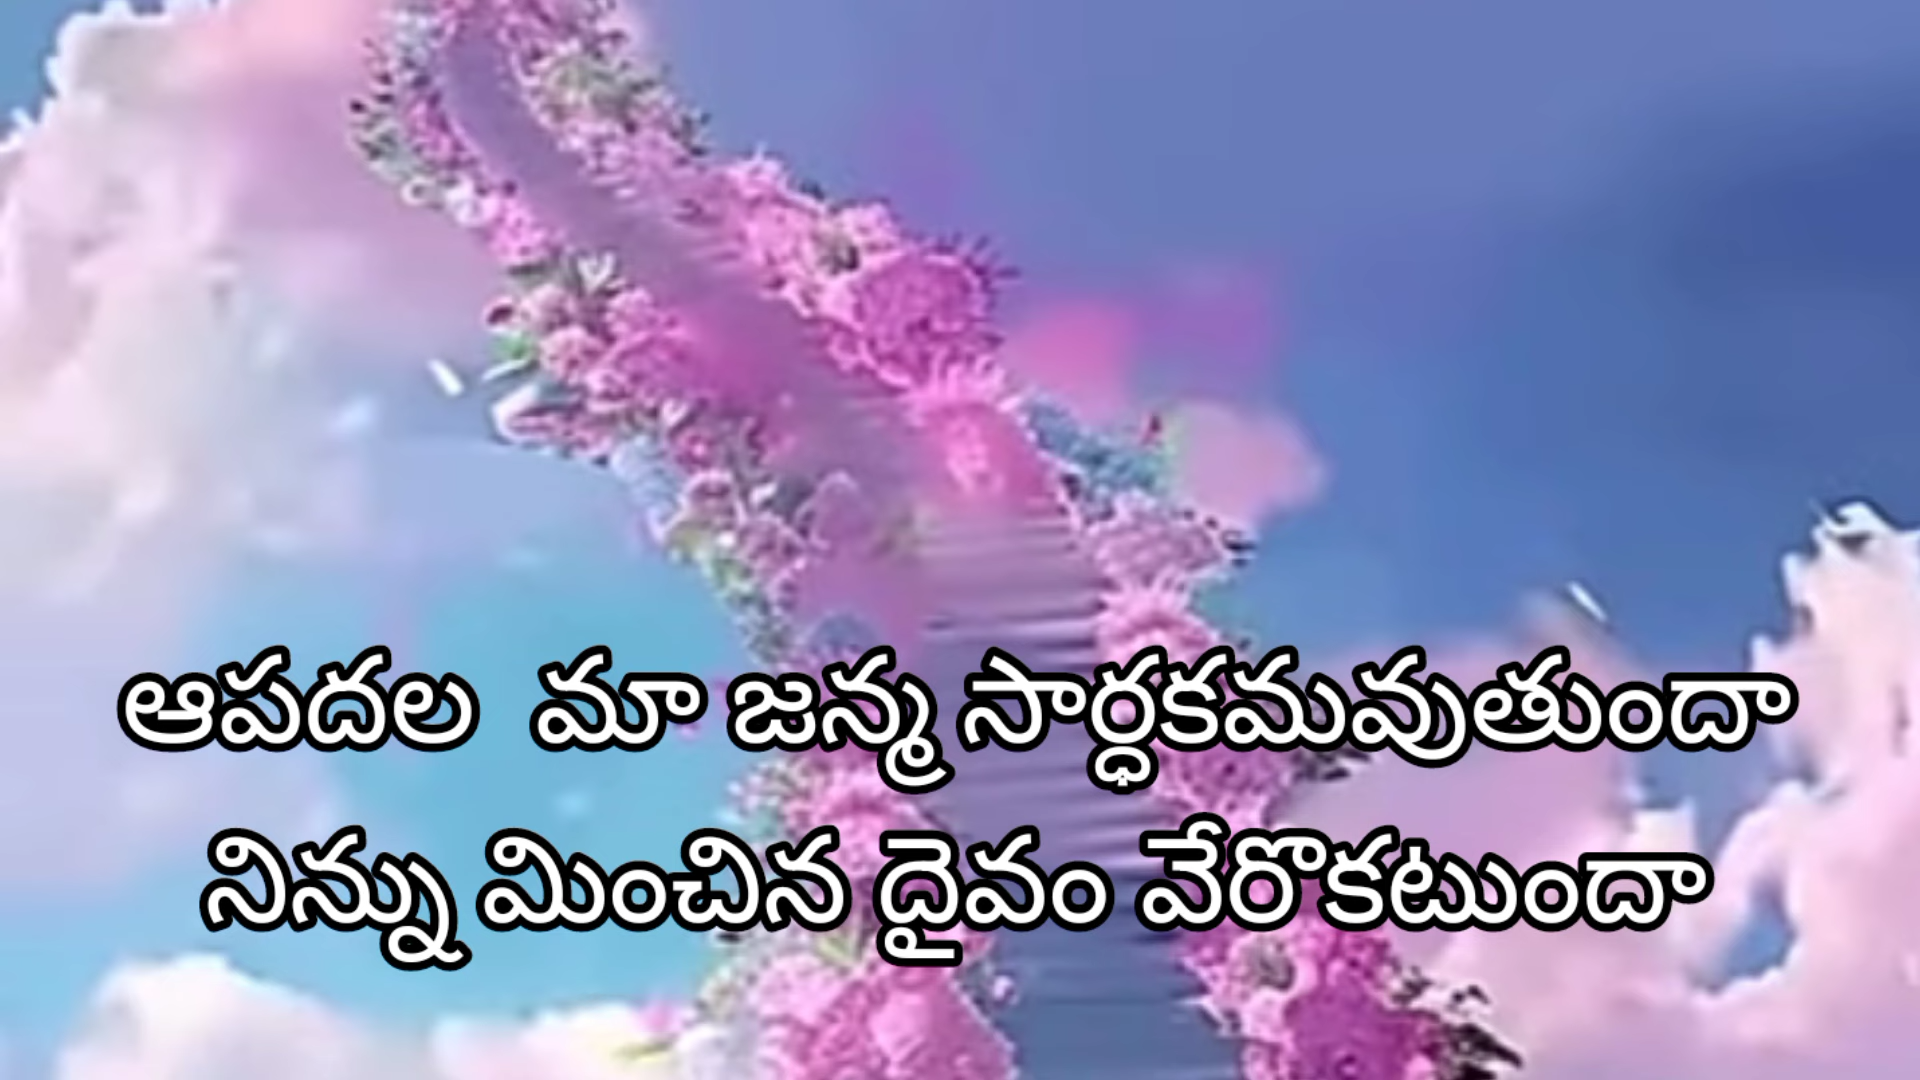 ఆపదల మా జన్మ సార్ధకమవుతుందా
నిన్ను మించిన దైవం వేరొకటుందా